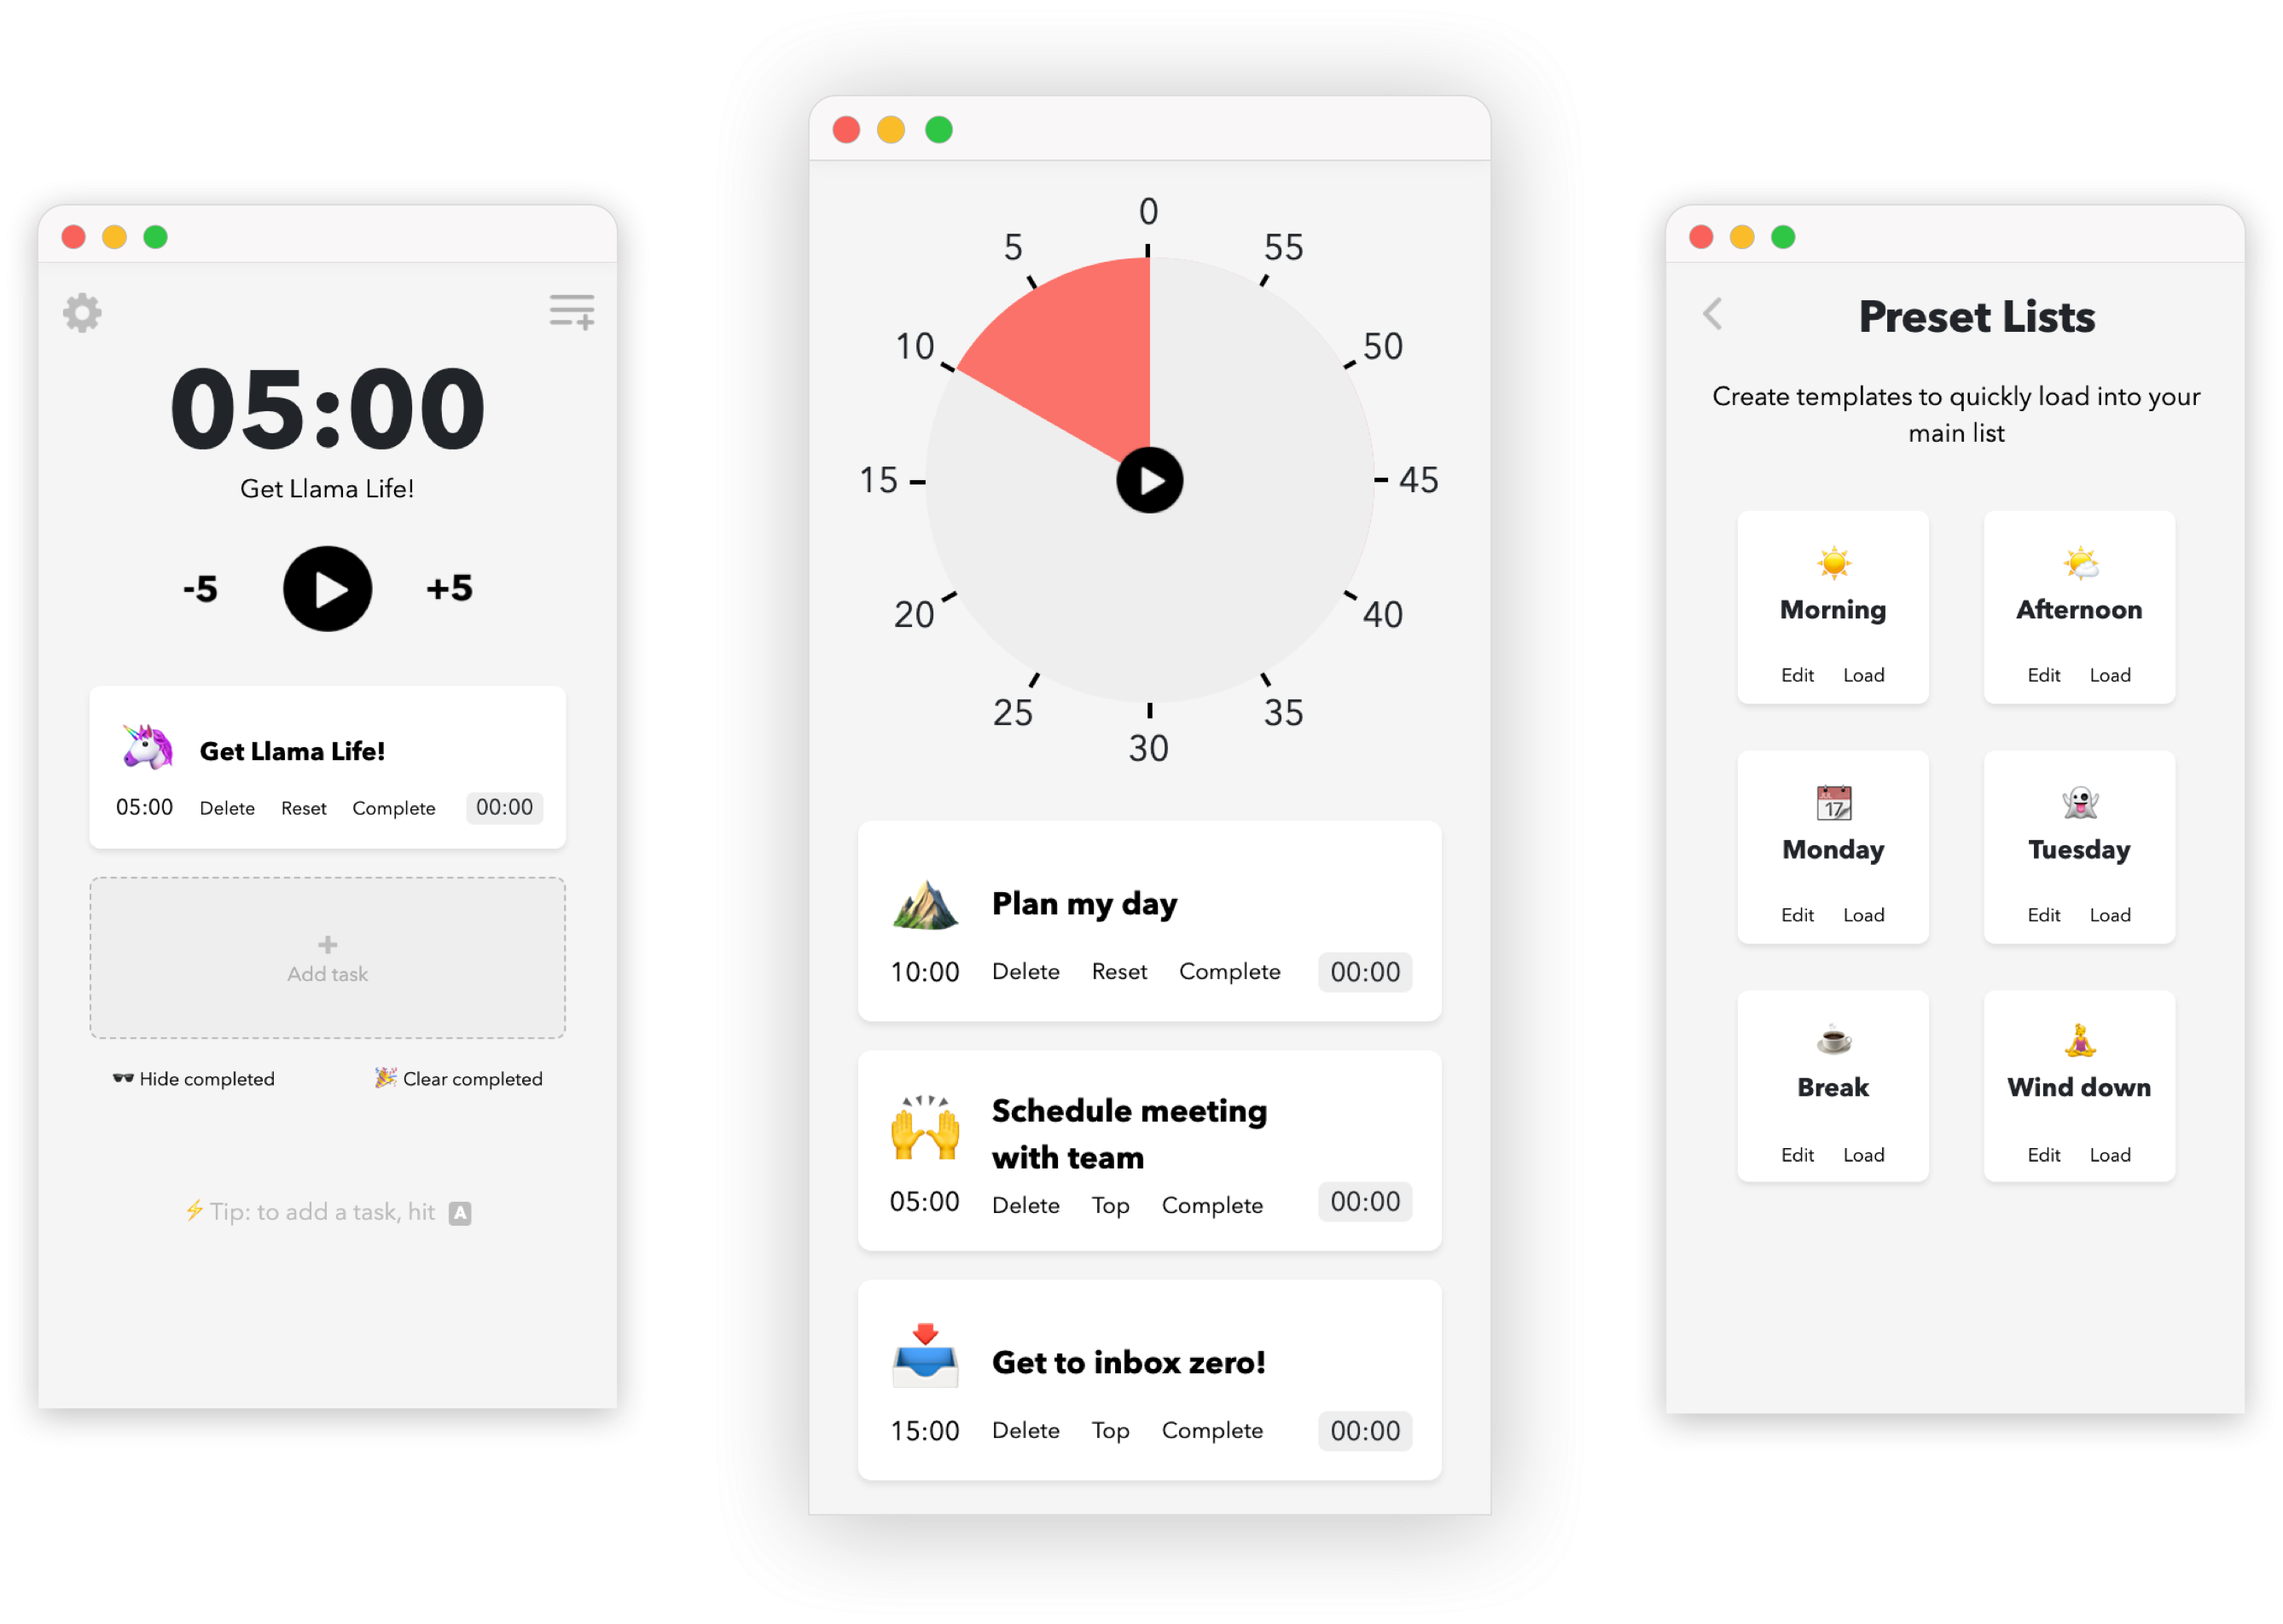 05:00
Get Llama Life!
-5
+5
Get Llama Life!
05:00 Delete Reset Complete 00:00
Add task
Hide completed Clear completed
Tip: to add a task, hit A
0
5 55
10 50
15 45
20 40
25 35
30
Plan my day
10:00 Delete Reset Complete 00:00
Schedule meeting
with team
05:00 Delete Top Complete 00:00
Get to inbox zero!
15:00 Delete Top Complete 00:00
Preset Lists
Create templates to quickly load into your
main list
Morning Afternoon
Edit Load Edit Load
JUL
17
Monday Tuesday
Edit Load Edit Load
Break Wind down
Edit Load Edit Load